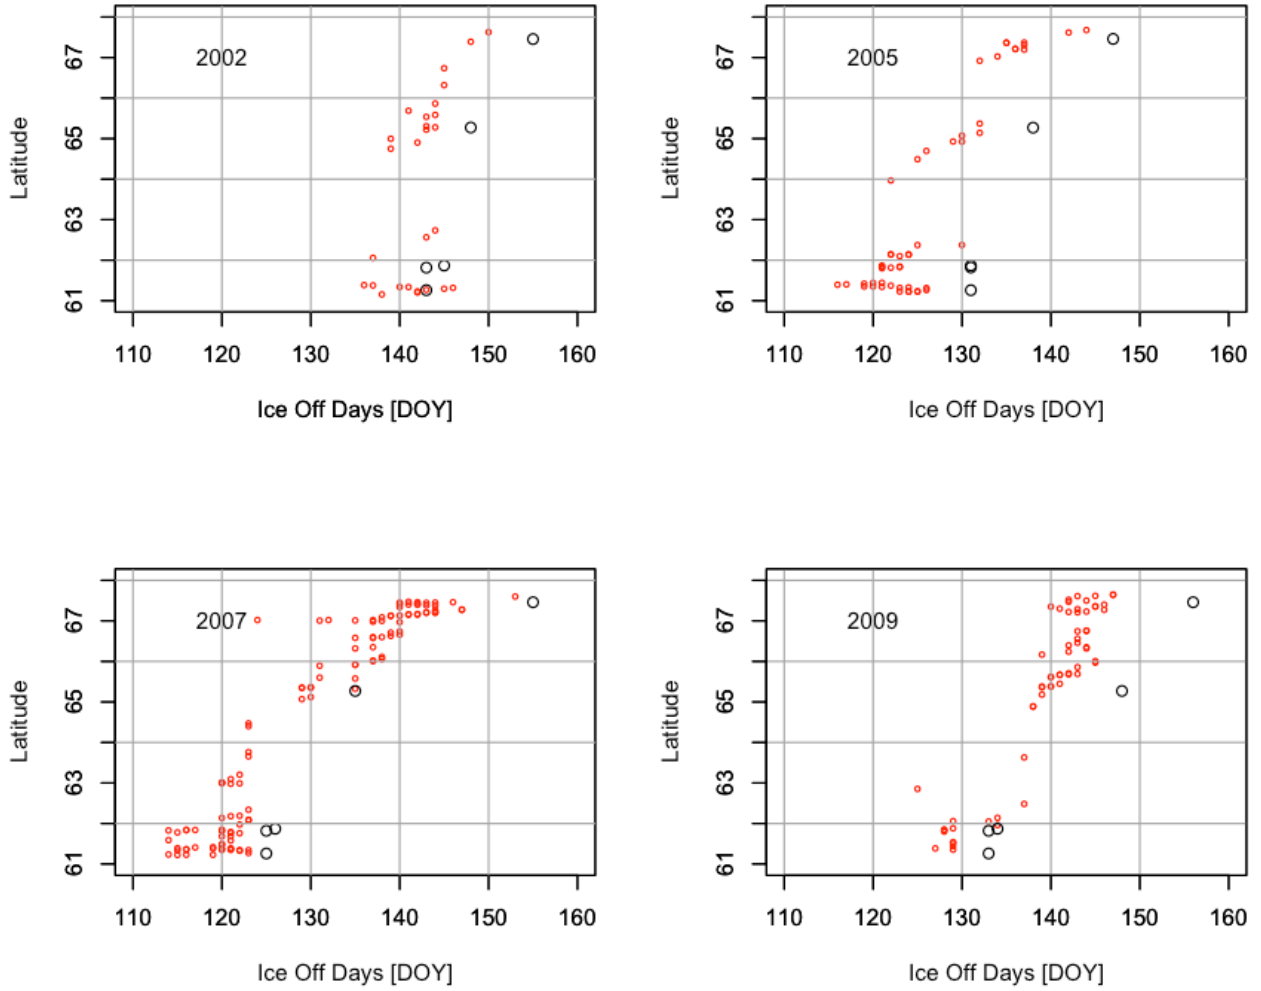 2002
Latitude
61 63 65 67
110 120 130 140 150 160
Ice Off Days [DOY]
2005
Latitude
61 63 65 67
110 120 130 140 150 160
Ice Off Days [DOY]
2007
Latitude
61 63 65 67
110 120 130 140 150 160
Ice Off Days [DOY]
2009
Latitude
61 63 65 67
110 120 130 140 150 160
Ice Off Days [DOY]